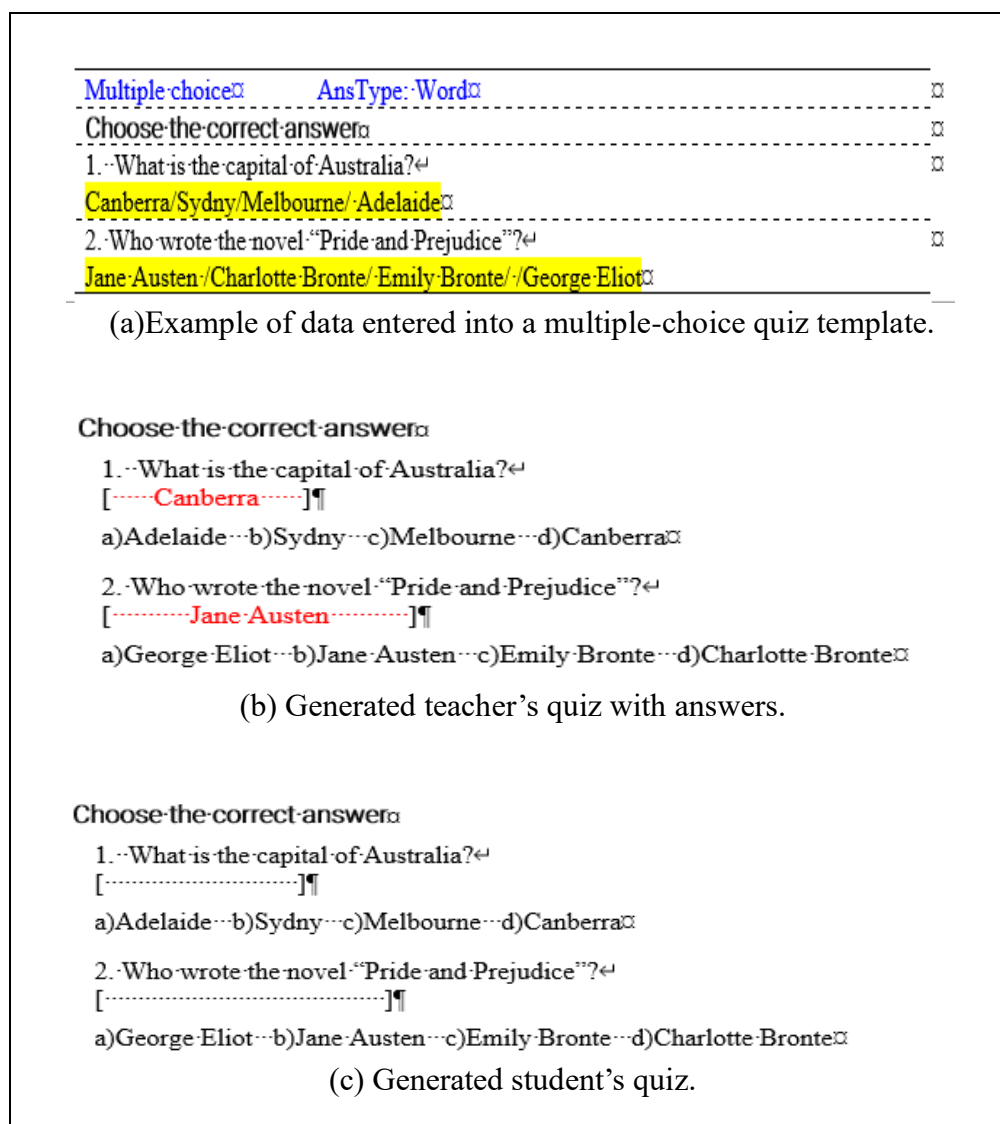 Multiple·choice¤ AnsType:·Word¤ ¤
Choose·the·correct·answer¤ ¤
1.··What·is·the·capital·of·Australia?↵ ¤
Canberra/Sydny/Melbourne/·Adelaide¤
2.·Who·wrote·the·novel·“Pride·and·Prejudice”?↵ ¤
Jane·Austen·/Charlotte·Bronte/·Emily·Bronte/·/George·Eliot¤
(a)Example of data entered into a multiple-choice quiz template.
Choose·the·correct·answer¤
1.··What·is·the·capital·of·Australia?↵
[······Canberra······]¶
a)Adelaide···b)Sydny···c)Melbourne···d)Canberra¤
2.·Who·wrote·the·novel·“Pride·and·Prejudice”?↵
[··········Jane·Austen··········]¶
a)George·Eliot···b)Jane·Austen···c)Emily·Bronte···d)Charlotte·Bronte¤
(b) Generated teacher’s quiz with answers.
Choose·the·correct·answer¤
1.··What·is·the·capital·of·Australia?↵
[····························]¶
a)Adelaide···b)Sydny···c)Melbourne···d)Canberra¤
2.·Who·wrote·the·novel·“Pride·and·Prejudice”?↵
[·········································]¶
a)George·Eliot···b)Jane·Austen···c)Emily·Bronte···d)Charlotte·Bronte¤
(c) Generated student’s quiz.